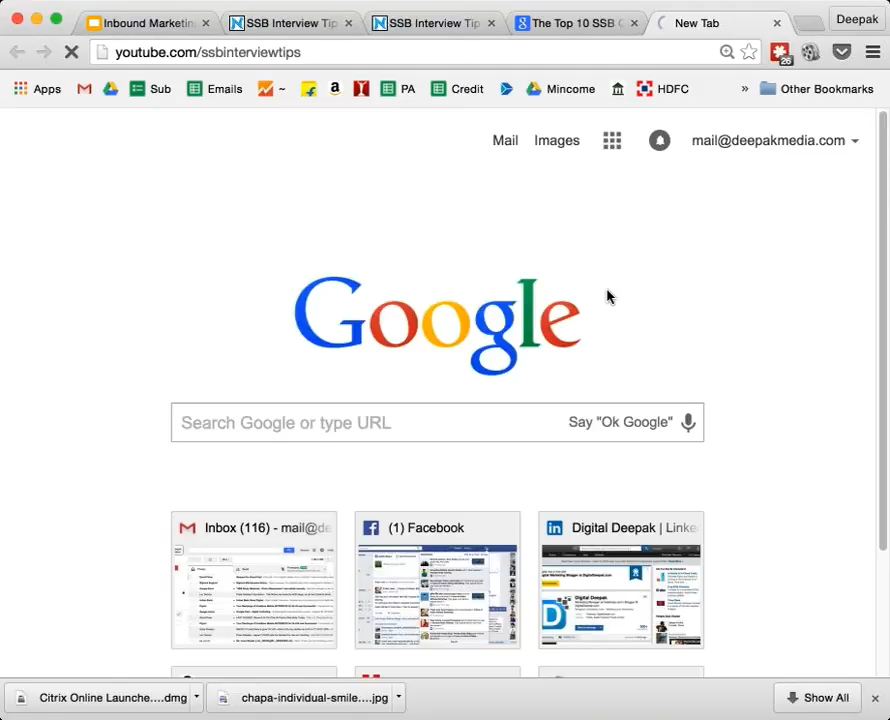 Inbound Marketin
SSB Interview Tip
SSB Interview Tip
The Top 10 SSB
New Tab
Deepak
youtube.com/ssbinterviewtips
26
Apps
Sub
Emails
~
PA
Credit
Mincome
HDFC
»
Other Bookmarks
Mail
Images
mail@deepakmedia.com
Google
Search Google or type URL
Say "Ok Google"
Inbox (116) - mail@de
(1) Facebook
Digital Deepak | Linke
Citrix Online Launche....dmg
chapa-individual-smile....jpg
Show All